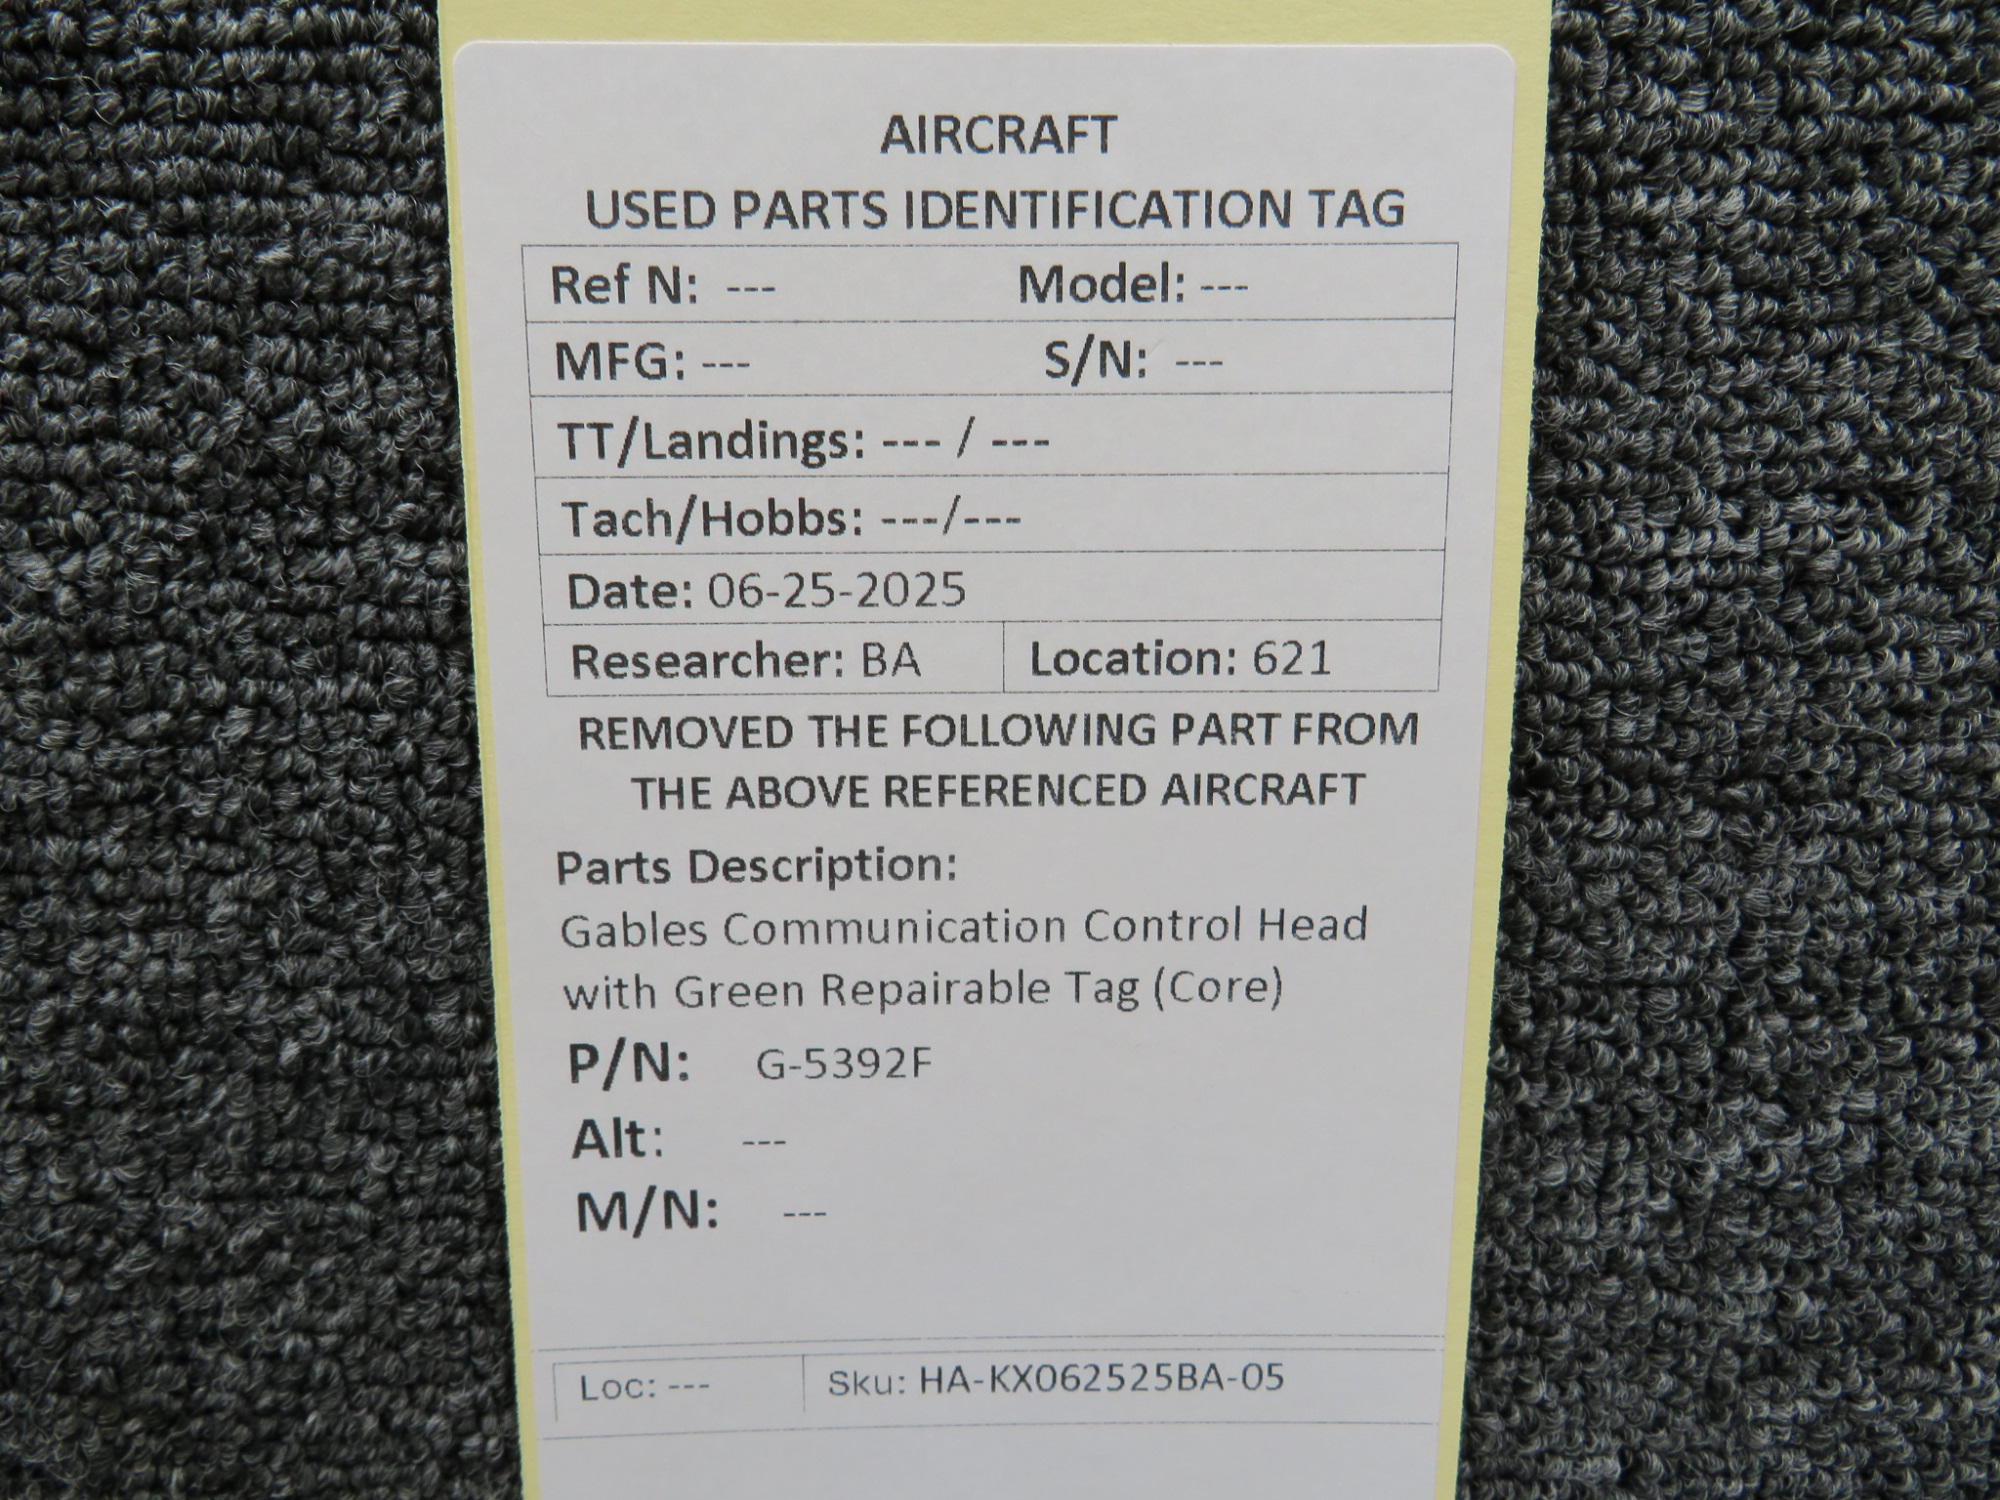 AIRCRAFT
USED PARTS IDENTIFICATION TAG
Ref N: --- Model: ---
MFG: --- S/N: ---
TT/Landings: --- / ---
Tach/Hobbs: ---/---
Date: 06-25-2025
Researcher: BA Location: 621
REMOVED THE FOLLOWING PART FROM
THE ABOVE REFERENCED AIRCRAFT
Parts Description:
Gables Communication Control Head
with Green Repairable Tag (Core)
P/N: G-5392F
Alt: ---
M/N: ---
Loc: --- Sku: HA-KX062525BA-05